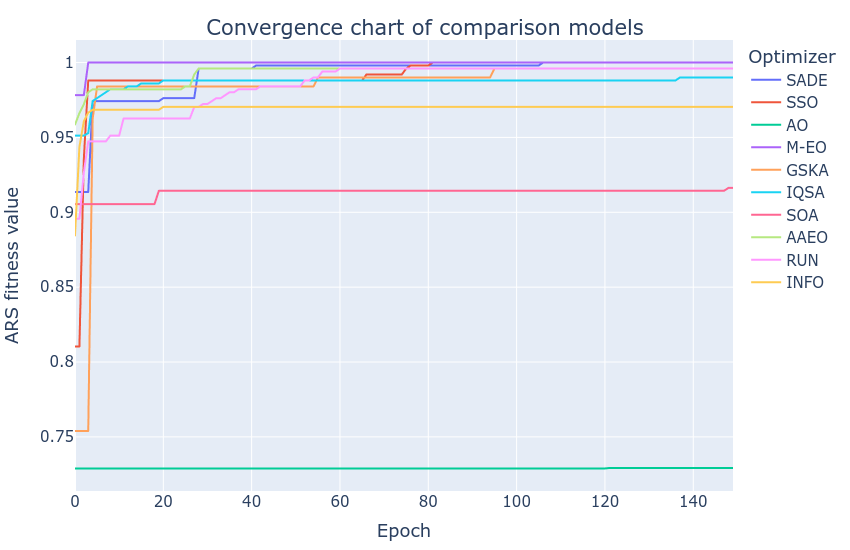 Convergence chart of comparison models
ARS fitness value
1
0.95
0.9
0.85
0.8
0.75
0 20 40 60 80 100 120 140
Epoch
Optimizer
SADE
SSO
AO
M-EO
GSKA
IQSA
SOA
AAEO
RUN
INFO